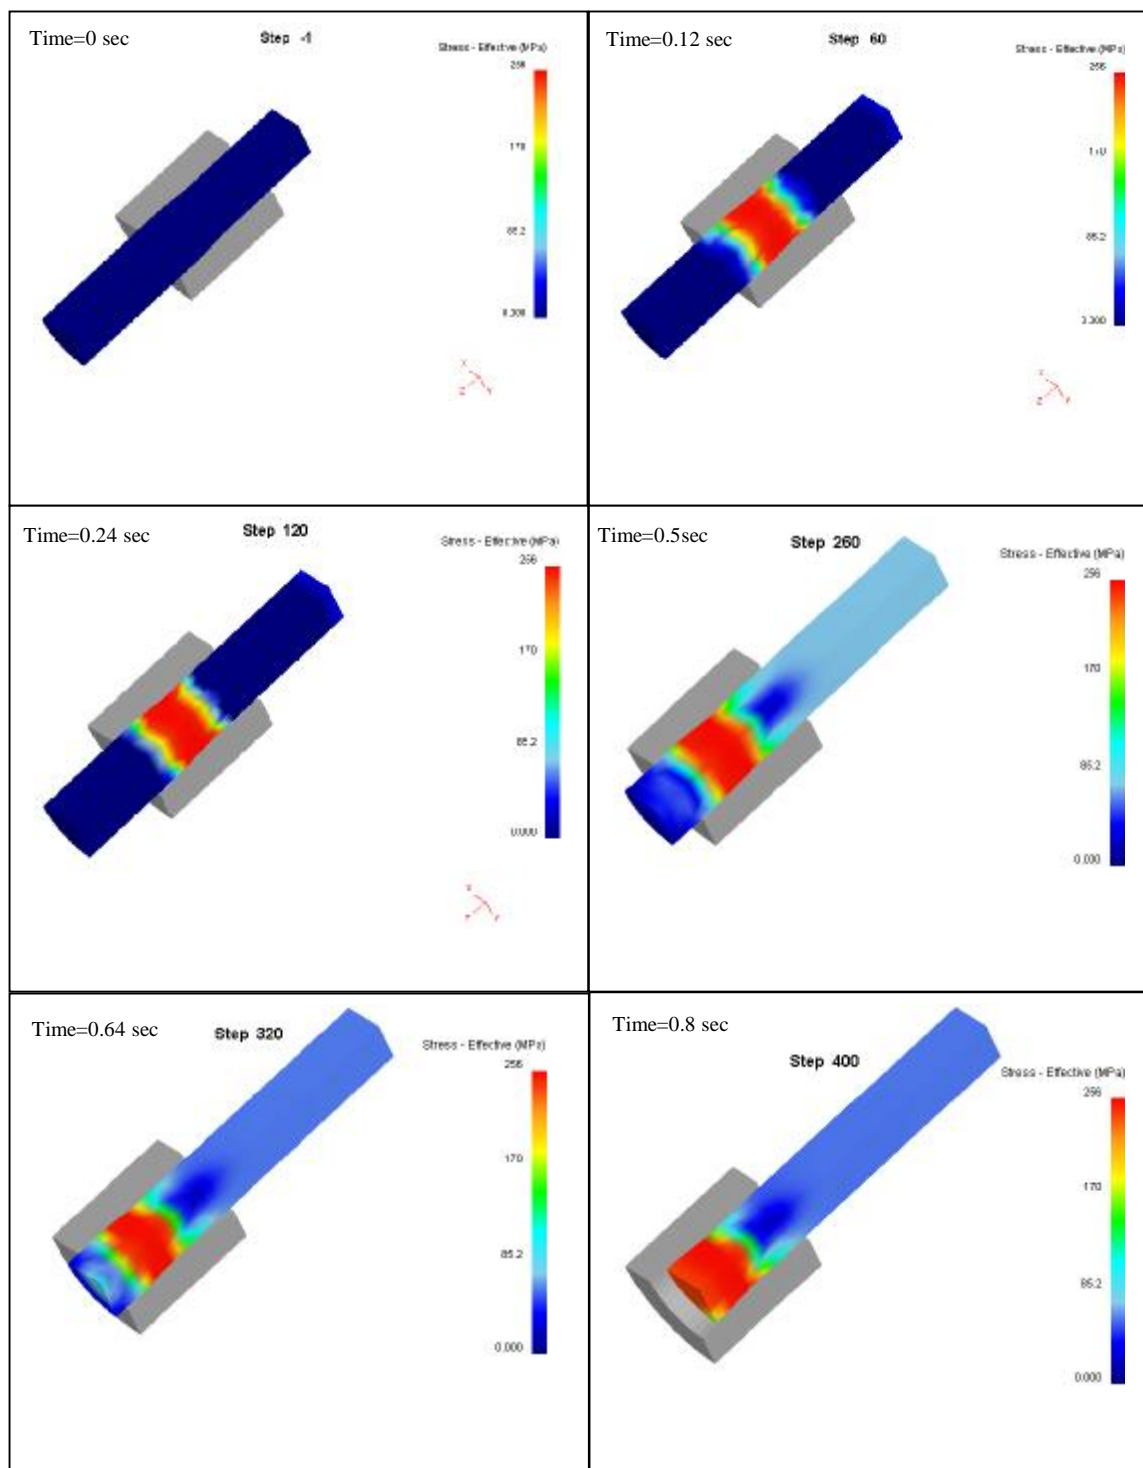 Time=0 sec
Step -1
Stress - Effective (MPa)
256
170
85.2
0.000
X
Z
Y
Time=0.12 sec
Step 60
Stress - Effective (MPa)
256
170
85.2
0.000
X
Z
Y
Time=0.24 sec
Step 120
Stress - Effective (MPa)
256
170
85.2
0.000
Time=0.5sec
Step 260
Stress - Effective (MPa)
256
170
85.2
0.000
Time=0.64 sec
Step 320
Stress - Effective (MPa)
256
170
85.2
0.000
Time=0.8 sec
Step 400
Stress - Effective (MPa)
256
170
85.2
0.000